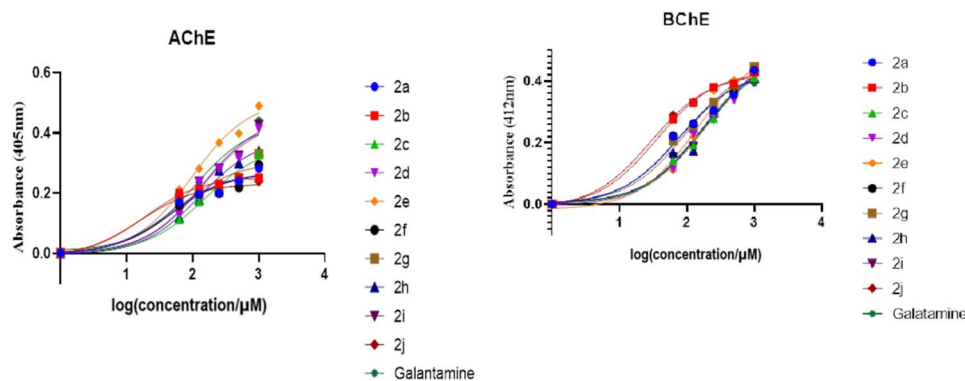 AChE
Absorbance (405nm)
0.6
0.4
0.2
0.0
1
2
3
4
log(concentration/µM)
2a
2b
2c
2d
2e
2f
2g
2h
2i
2j
Galantamine
BChE
Absorbance (412nm)
0.4
0.2
0.0
1
2
3
4
log(concentration/µM)
2a
2b
2c
2d
2e
2f
2g
2h
2i
2j
Galatamine